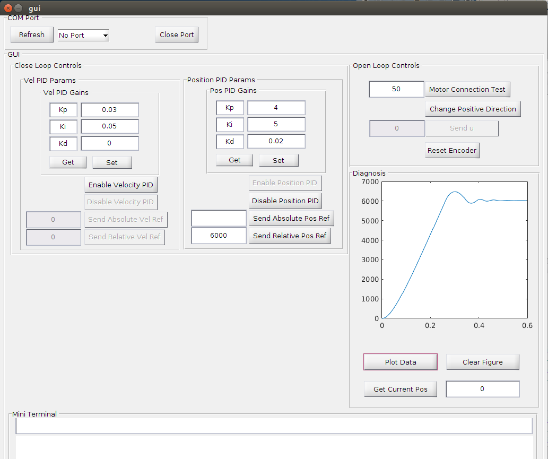 gui
COM Port
Refresh No Port Close Port
GUI
Close Loop Controls
Vel PID Params
Vel PID Gains
Kp 0.03
Ki 0.05
Kd 0
Get Set
Enable Velocity PID
Disable Velocity PID
0 Send Absolute Vel Ref
0 Send Relative Vel Ref
Position PID Params
Pos PID Gains
Kp 4
Ki 5
Kd 0.02
Get Set
Enable Position PID
Disable Position PID
Send Absolute Pos Ref
6000 Send Relative Pos Ref
Open Loop Controls
50 Motor Connection Test
Change Positive Direction
0 Send u
Reset Encoder
Diagnosis
7000
6000
5000
4000
3000
2000
1000
0
0 0.2 0.4 0.6
Plot Data Clear Figure
Get Current Pos 0
Mini Terminal